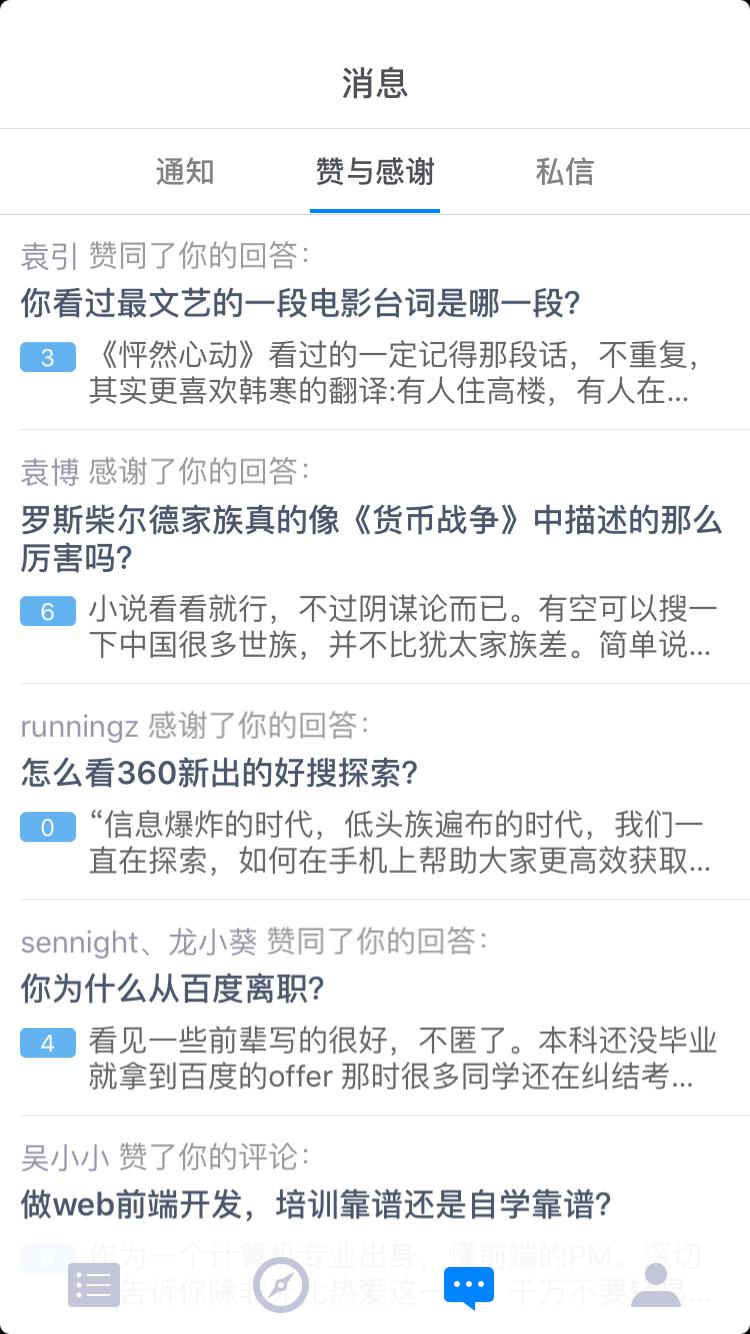 消息
通知 赞与感谢 私信
袁引 赞同了你的回答：
你看过最文艺的一段电影台词是哪一段？
3 《怦然心动》看过的一定记得那段话，不重复，
其实更喜欢韩寒的翻译:有人住高楼，有人在...
袁博 感谢了你的回答：
罗斯柴尔德家族真的像《货币战争》中描述的那么
厉害吗？
6 小说看看就行，不过阴谋论而已。有空可以搜一
下中国很多世族，并不比犹太家族差。简单说...
runningz 感谢了你的回答：
怎么看360新出的好搜探索？
0 “信息爆炸的时代，低头族遍布的时代，我们一
直在探索，如何在手机上帮助大家更高效获取...
sennight、龙小葵 赞同了你的回答：
你为什么从百度离职？
4 看见一些前辈写的很好，不匿了。本科还没毕业
就拿到百度的offer 那时很多同学还在纠结考...
吴小小 赞了你的评论：
做web前端开发，培训靠谱还是自学靠谱？
8 作为一个计算机专业出身，懂前端的PM。深切
告诉你除非 比热爱这一 千万不要轻易...